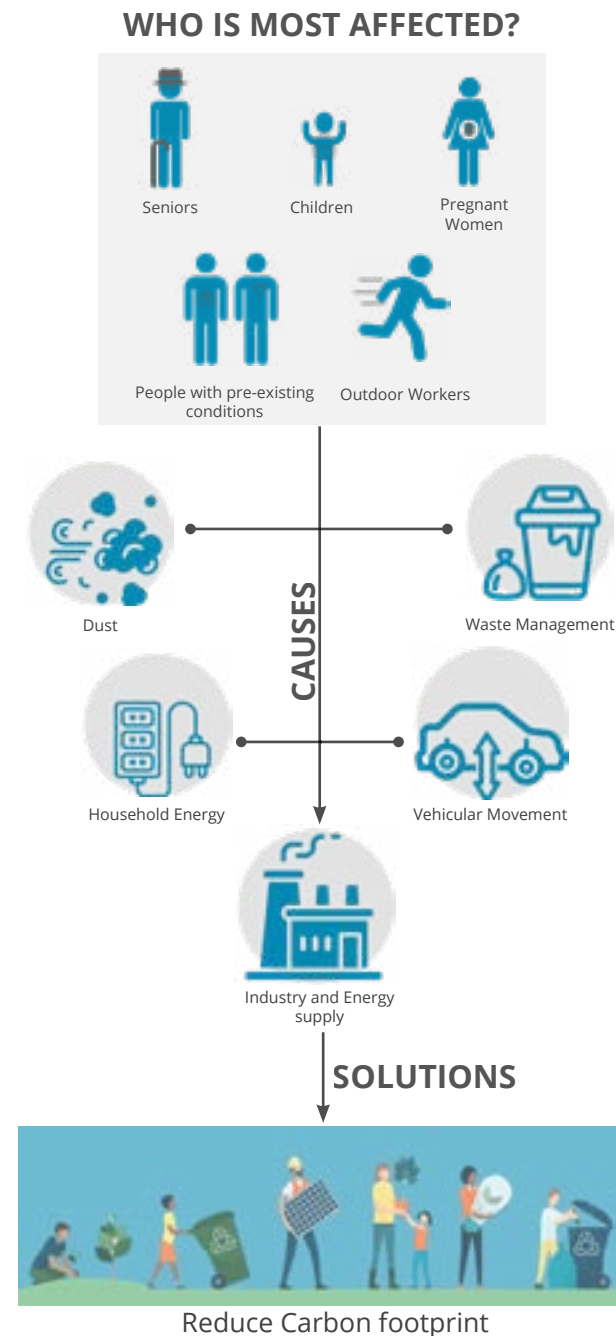 WHO IS MOST AFFECTED?
Seniors
Children
Pregnant
Women
People with pre-existing
conditions
Outdoor Workers
CAUSES
Dust
Waste Management
Household Energy
Vehicular Movement
Industry and Energy
supply
SOLUTIONS
Reduce Carbon footprint